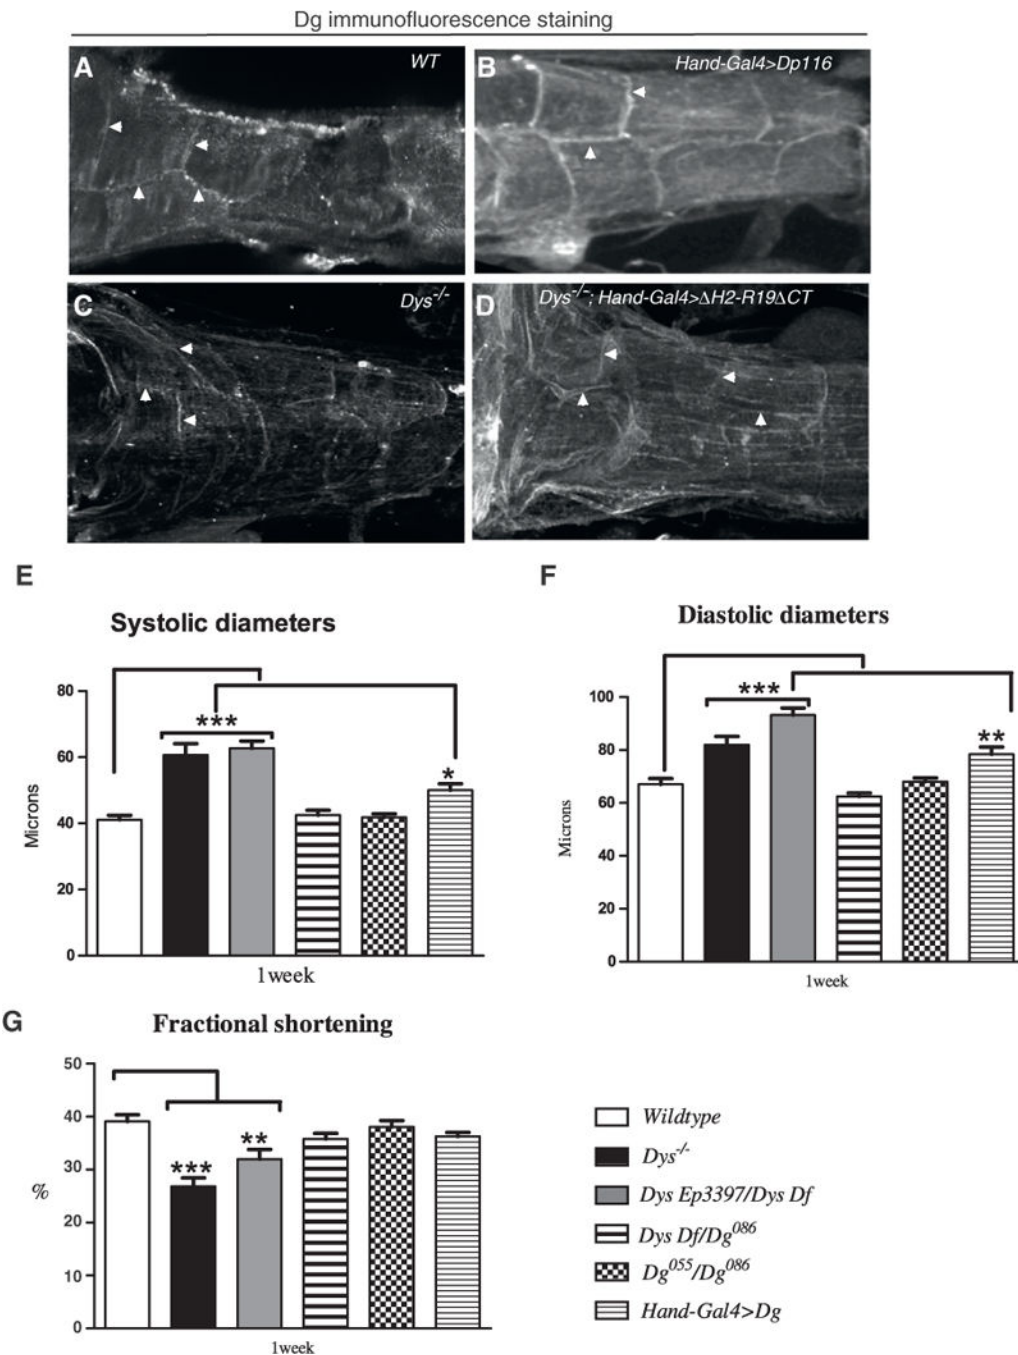 Dg immunofluorescence staining
A
WT
B
Hand-Gal4>Dp116
C
Dys-/-
D
Dys-/-; Hand-Gal4>ΔH2-R19ΔCT
E
Systolic diameters
80
60
40
20
0
Microns
***
*
1week
F
Diastolic diameters
100
80
60
40
20
0
Microns
***
**
1week
G
Fractional shortening
50
40
30
20
10
0
%
***
**
1week
Wildtype
Dys-/-
Dys Ep3397/Dys Df
Dys Df/Dg086
Dg055/Dg086
Hand-Gal4>Dg